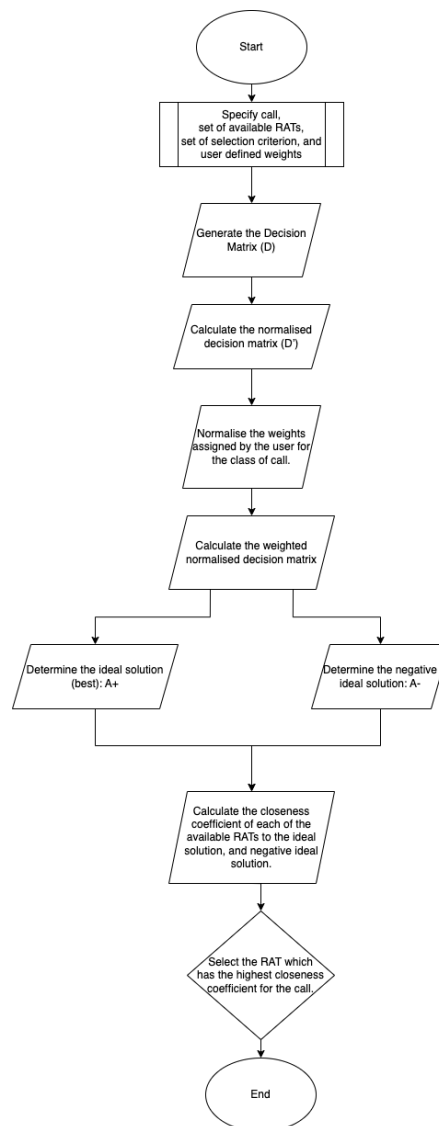 Start
Specify call,
set of available RATs,
set of selection criterion, and
user defined weights
Generate the Decision
Matrix (D)
Calculate the normalised
decision matrix (D')
Normalise the weights
assigned by the user for
the class of call.
Calculate the weighted
normalised decision matrix
Determine the ideal solution
(best): A+
Determine the negative
ideal solution: A-
Calculate the closeness
coefficient of each of the
available RATs to the ideal
solution, and negative ideal
solution.
Select the RAT which
has the highest closeness
coefficient for the call.
End